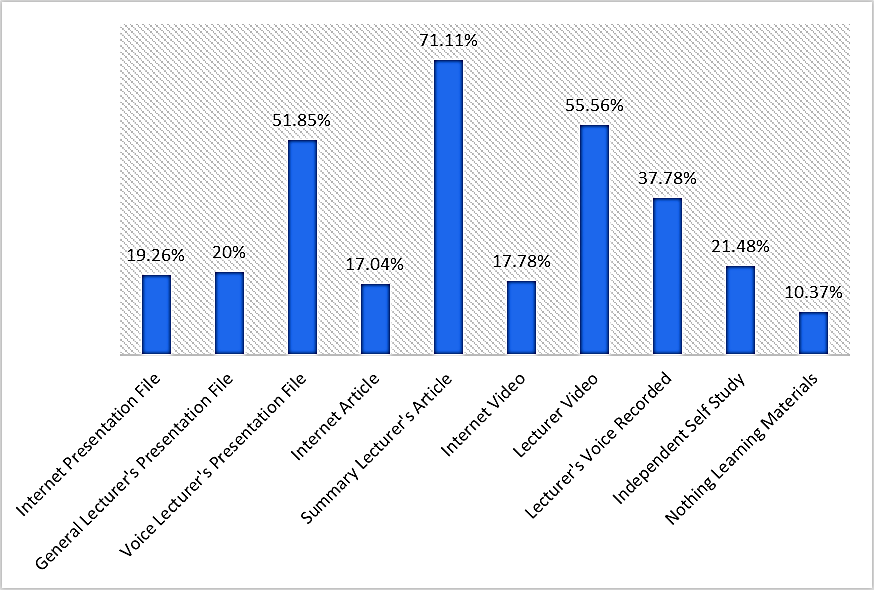 71.11%
55.56%
51.85%
37.78%
21.48%
19.26%
20%
17.04%
17.78%
10.37%
Internet Presentation File
General Lecturer's Presentation File
Voice Lecturer's Presentation File
Internet Article
Summary Lecturer's Article
Internet Video
Lecturer Video
Lecturer's Voice Recorded
Independent Self Study
Nothing Learning Materials